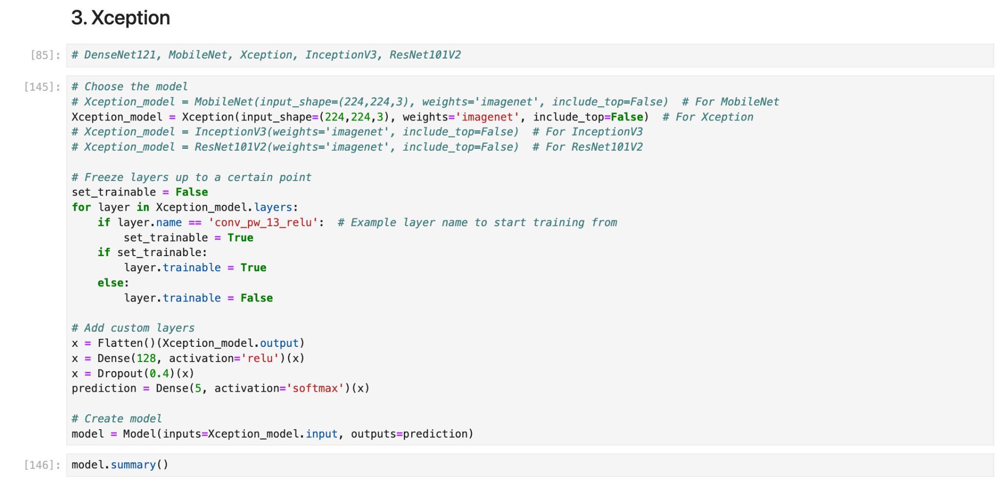 3. Xception
[85]: # DenseNet121, MobileNet, Xception, InceptionV3, ResNet101V2
[145]: # Choose the model
# Xception_model = MobileNet(input_shape=(224,224,3), weights='imagenet', include_top=False)  # For MobileNet
Xception_model = Xception(input_shape=(224,224,3), weights='imagenet', include_top=False)  # For Xception
# Xception_model = InceptionV3(weights='imagenet', include_top=False)  # For InceptionV3
# Xception_model = ResNet101V2(weights='imagenet', include_top=False)  # For ResNet101V2

# Freeze layers up to a certain point
set_trainable = False
for layer in Xception_model.layers:
    if layer.name == 'conv_pw_13_relu':  # Example layer name to start training from
        set_trainable = True
    if set_trainable:
        layer.trainable = True
    else:
        layer.trainable = False

# Add custom layers
x = Flatten()(Xception_model.output)
x = Dense(128, activation='relu')(x)
x = Dropout(0.4)(x)
prediction = Dense(5, activation='softmax')(x)

# Create model
model = Model(inputs=Xception_model.input, outputs=prediction)
[146]: model.summary()